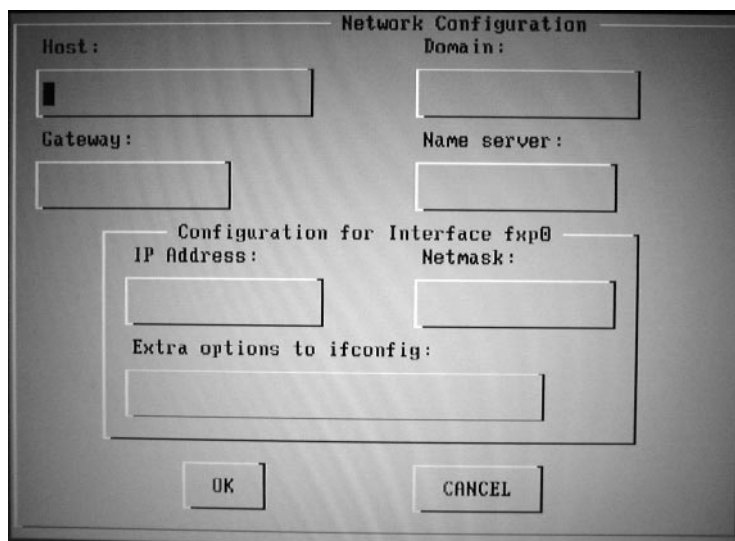 Network Configuration
Host: Domain:
Gateway: Name server:
Configuration for Interface fxp0
IP Address: Netmask:
Extra options to ifconfig:
OK CANCEL